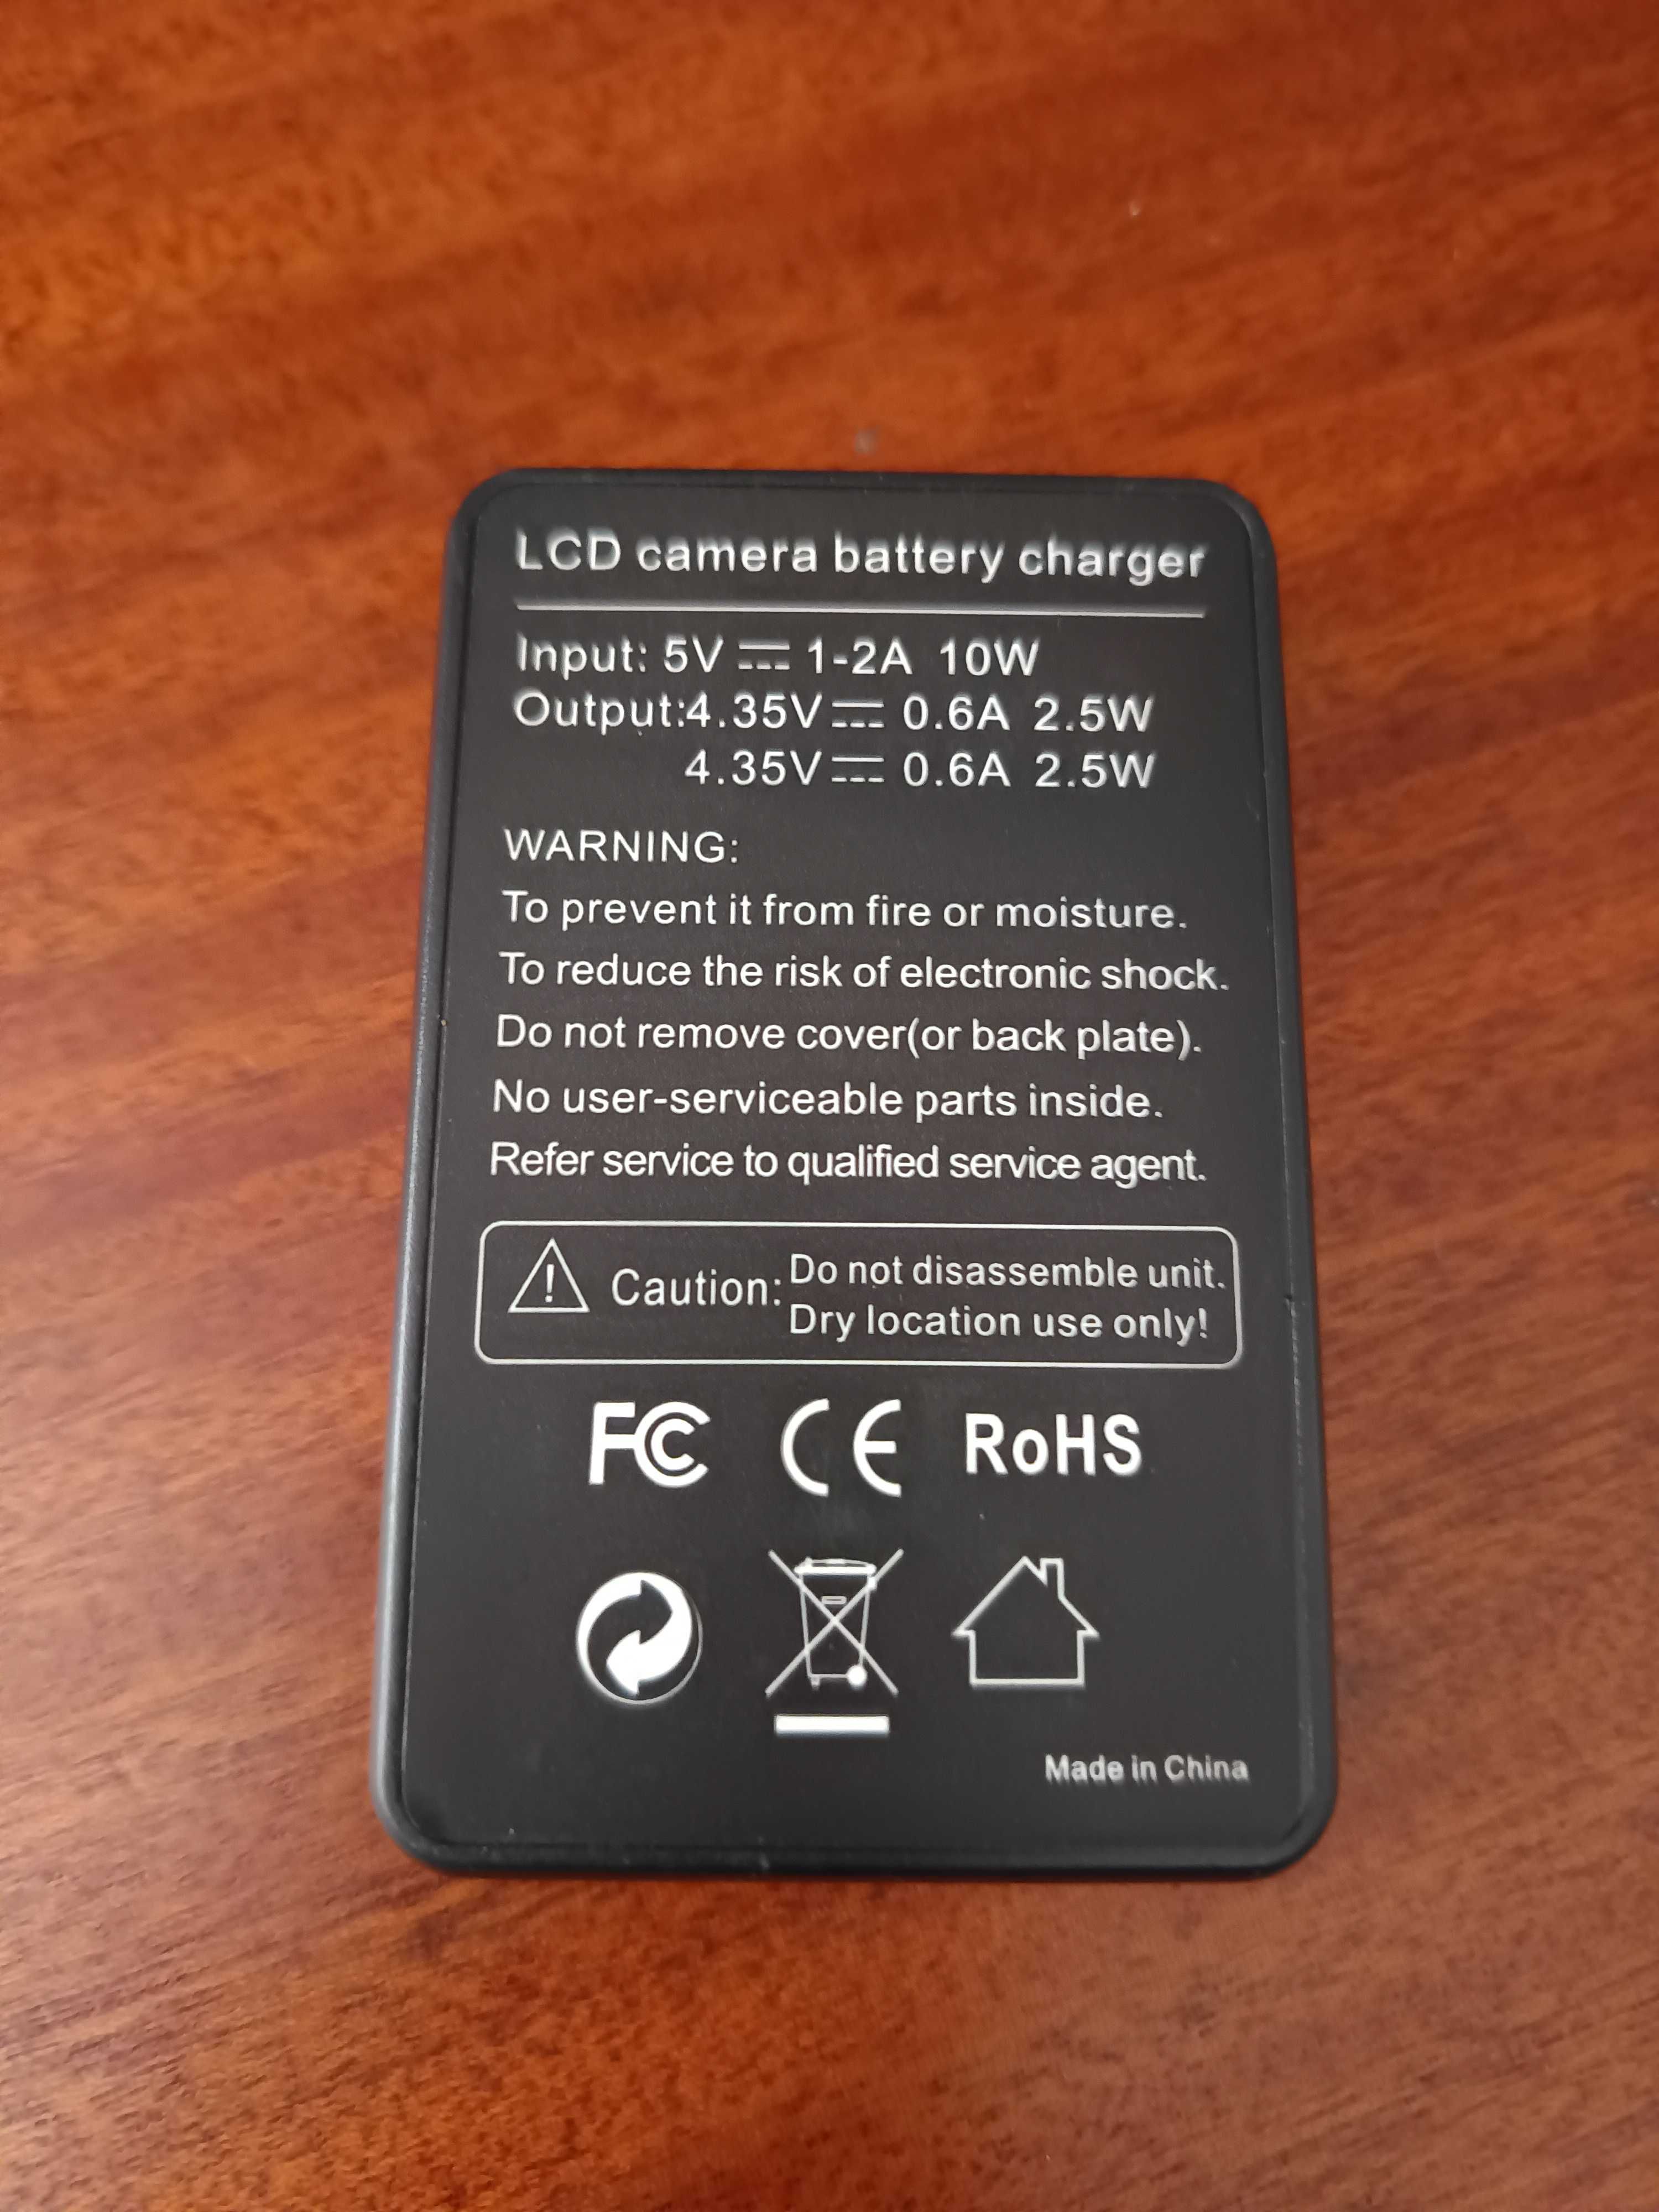 LCD camera battery charger
Input: 5V ⎓ 1-2A 10W
Output:4.35V ⎓ 0.6A 2.5W
4.35V ⎓ 0.6A 2.5W
WARNING:
To prevent it from fire or moisture.
To reduce the risk of electronic shock.
Do not remove cover(or back plate).
No user-serviceable parts inside.
Refer service to qualified service agent.
Caution: Do not disassemble unit.
Dry location use only!
FC CE RoHS
Made in China